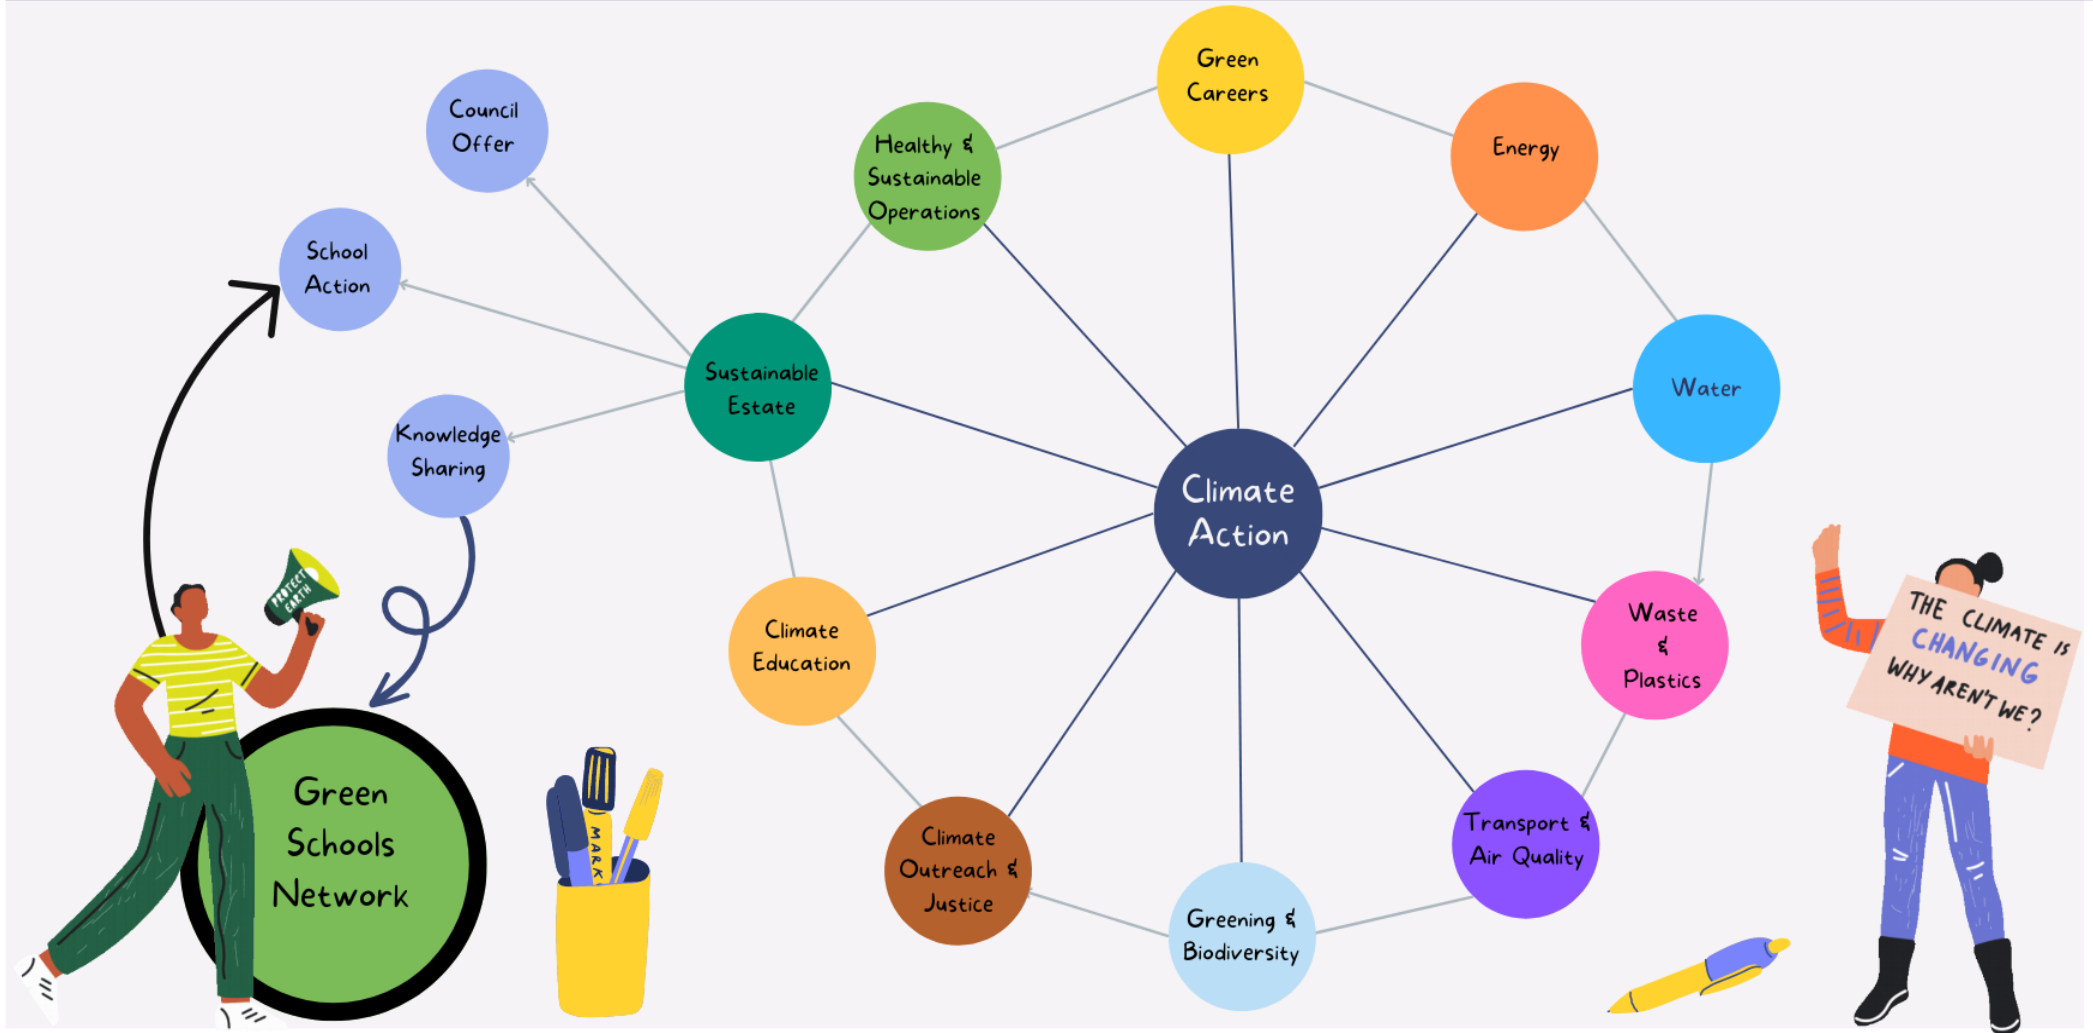 Green
Careers
Council
Offer
Healthy &
Sustainable
Operations
Energy
School
Action
Sustainable
Estate
Water
Knowledge
Sharing
Climate
Action
PROTECT
EARTH
Climate
Education
Waste
&
Plastics
THE CLIMATE IS
CHANGING
WHY AREN'T WE?
Green
Schools
Network
MARK
Climate
Outreach &
Justice
Transport &
Air Quality
Greening &
Biodiversity